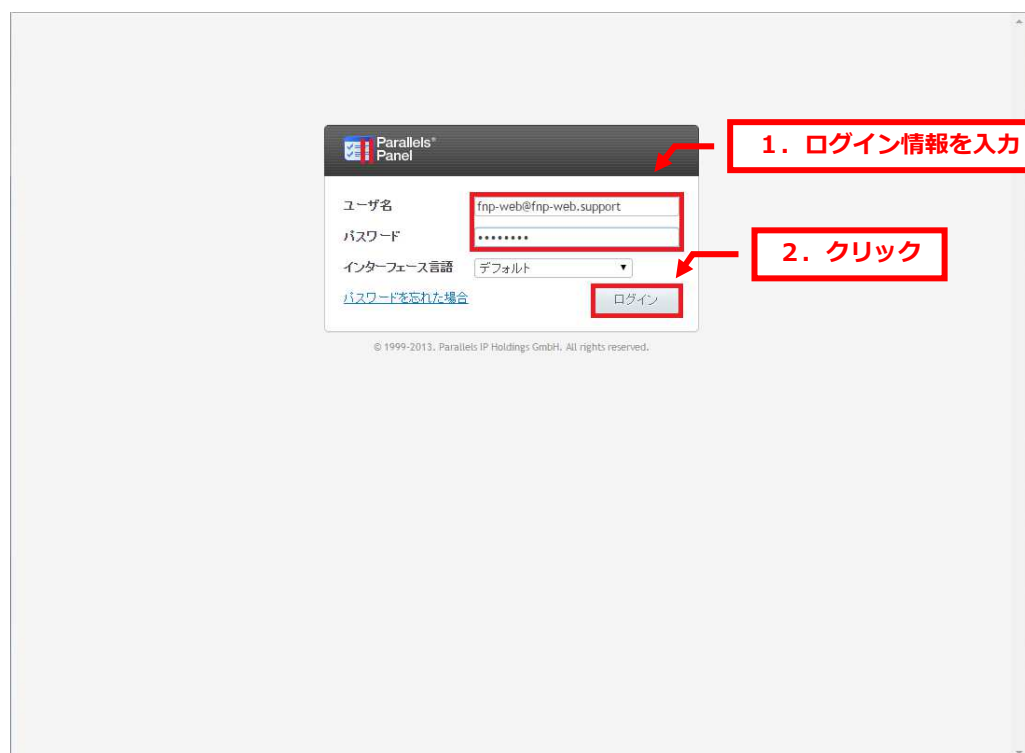 Parallels®
Panel
1．ログイン情報を入力
ユーザ名
fnp-web@fnp-web.support
パスワード
••••••••
2．クリック
インターフェース言語
デフォルト
パスワードを忘れた場合
ログイン
© 1999-2013. Parallels IP Holdings GmbH. All rights reserved.